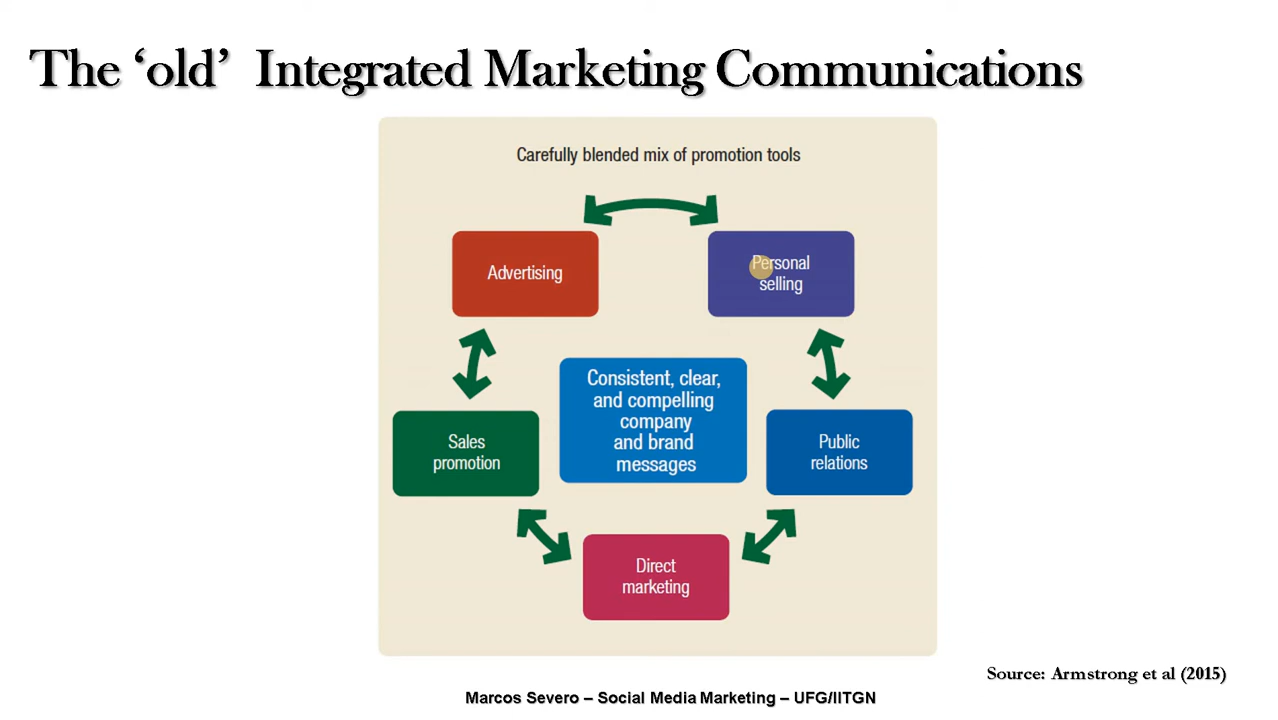 The ‘old’ Integrated Marketing Communications
Carefully blended mix of promotion tools
Advertising
Personal
selling
Consistent, clear,
and compelling
company
and brand
messages
Sales
promotion
Public
relations
Direct
marketing
Source: Armstrong et al (2015)
Marcos Severo – Social Media Marketing – UFG/IITGN